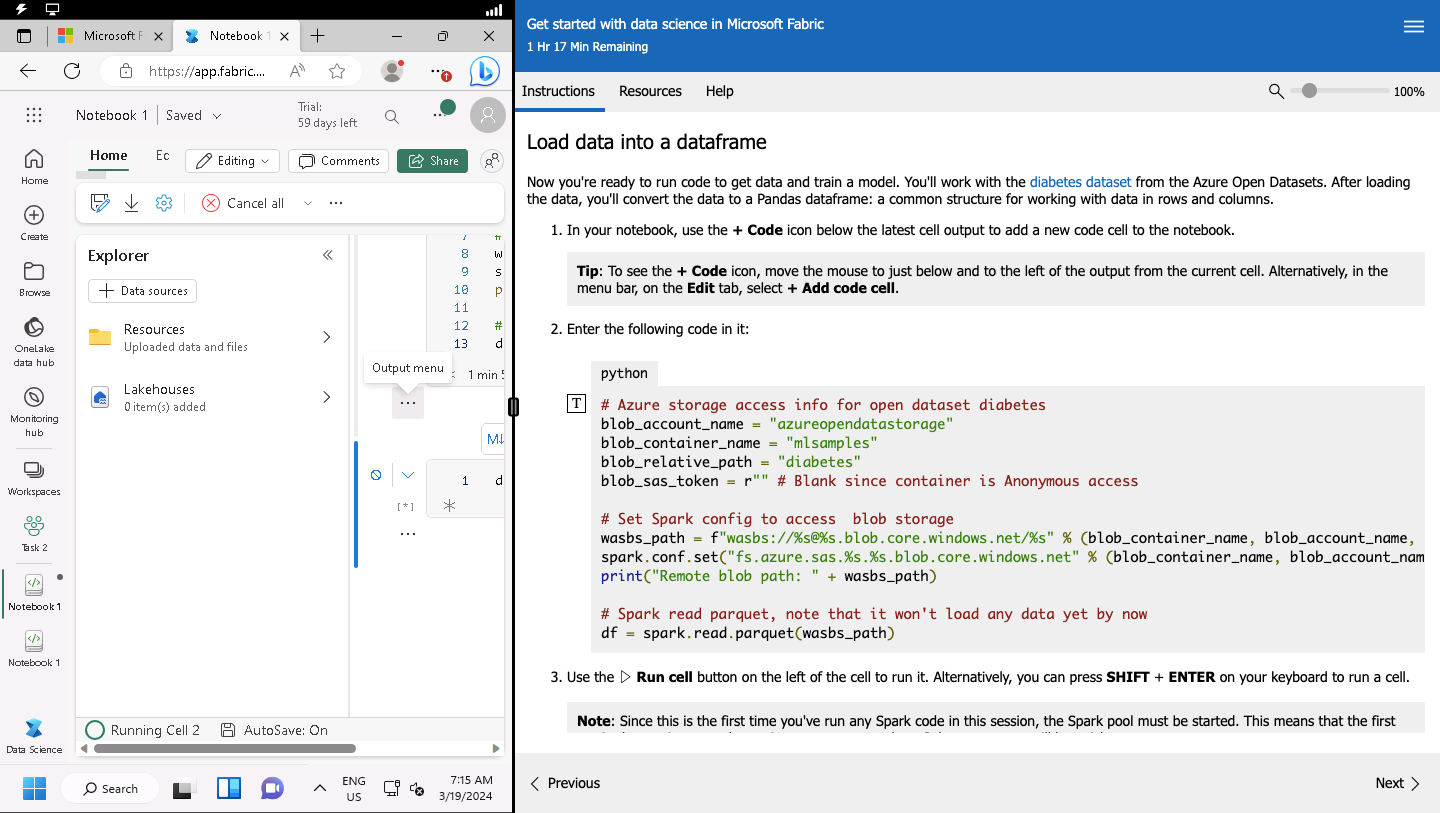 Microsoft F
Notebook 1
https://app.fabric....
Notebook 1
Saved
Trial:
59 days left
Home
Ec
Editing
Comments
Share
Cancel all
Home
Create
Browse
OneLake
data hub
Monitoring
hub
Workspaces
Task 2
Notebook 1
Notebook 1
Data Science
Explorer
Data sources
Resources
Uploaded data and files
Lakehouses
0 item(s) added
7 #
8 w
9 s
10 p
11
12 #
13 d
1 min 5
Output menu
M↓
1 d
[*]
Running Cell 2
AutoSave: On
Search
ENG
US
7:15 AM
3/19/2024
Get started with data science in Microsoft Fabric
1 Hr 17 Min Remaining
Instructions
Resources
Help
100%
Load data into a dataframe
Now you're ready to run code to get data and train a model. You'll work with the diabetes dataset from the Azure Open Datasets. After loading
the data, you'll convert the data to a Pandas dataframe: a common structure for working with data in rows and columns.
1. In your notebook, use the + Code icon below the latest cell output to add a new code cell to the notebook.
Tip: To see the + Code icon, move the mouse to just below and to the left of the output from the current cell. Alternatively, in the
menu bar, on the Edit tab, select + Add code cell.
2. Enter the following code in it:
python
T
# Azure storage access info for open dataset diabetes
blob_account_name = "azureopendatastorage"
blob_container_name = "mlsamples"
blob_relative_path = "diabetes"
blob_sas_token = r"" # Blank since container is Anonymous access
# Set Spark config to access  blob storage
wasbs_path = f"wasbs://%s@%s.blob.core.windows.net/%s" % (blob_container_name, blob_account_name,
spark.conf.set("fs.azure.sas.%s.%s.blob.core.windows.net" % (blob_container_name, blob_account_nam
print("Remote blob path: " + wasbs_path)
# Spark read parquet, note that it won't load any data yet by now
df = spark.read.parquet(wasbs_path)
3. Use the ▷ Run cell button on the left of the cell to run it. Alternatively, you can press SHIFT + ENTER on your keyboard to run a cell.
Note: Since this is the first time you've run any Spark code in this session, the Spark pool must be started. This means that the first
Previous
Next